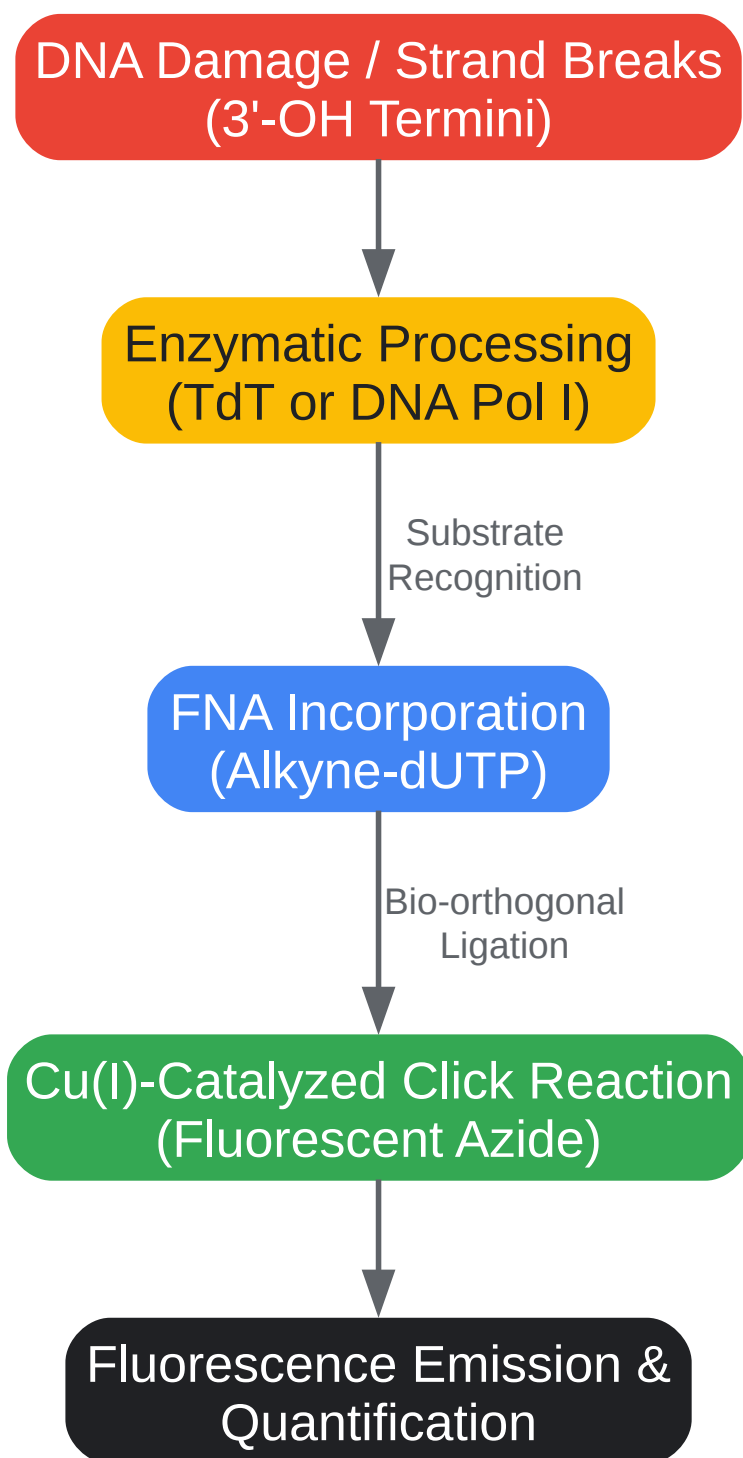 DNA Damage / Strand Breaks
(3'-OH Termini)
Enzymatic Processing
(TdT or DNA Pol I)
Substrate
Recognition
FNA Incorporation
(Alkyne-dUTP)
Bio-orthogonal
Ligation
Cu(I)-Catalyzed Click Reaction
(Fluorescent Azide)
Fluorescence Emission &
Quantification